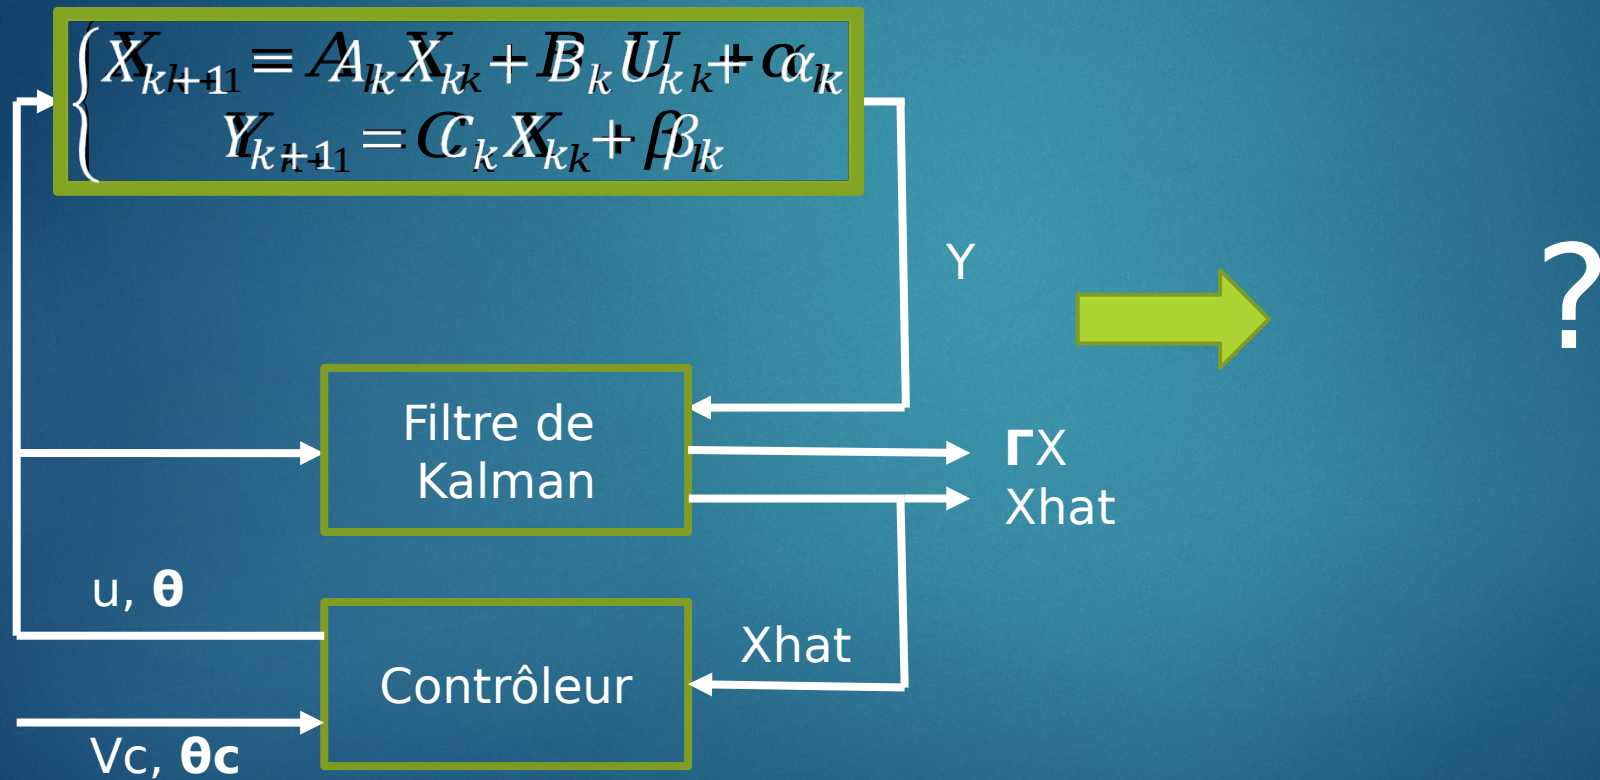 X_{k+1} = A_k X_k + B_k U_k + α_k
Y_{k+1} = C_k X_k + β_k
Y
?
Filtre de
Kalman
ΓX
Xhat
u, θ
Xhat
Contrôleur
Vc, θc